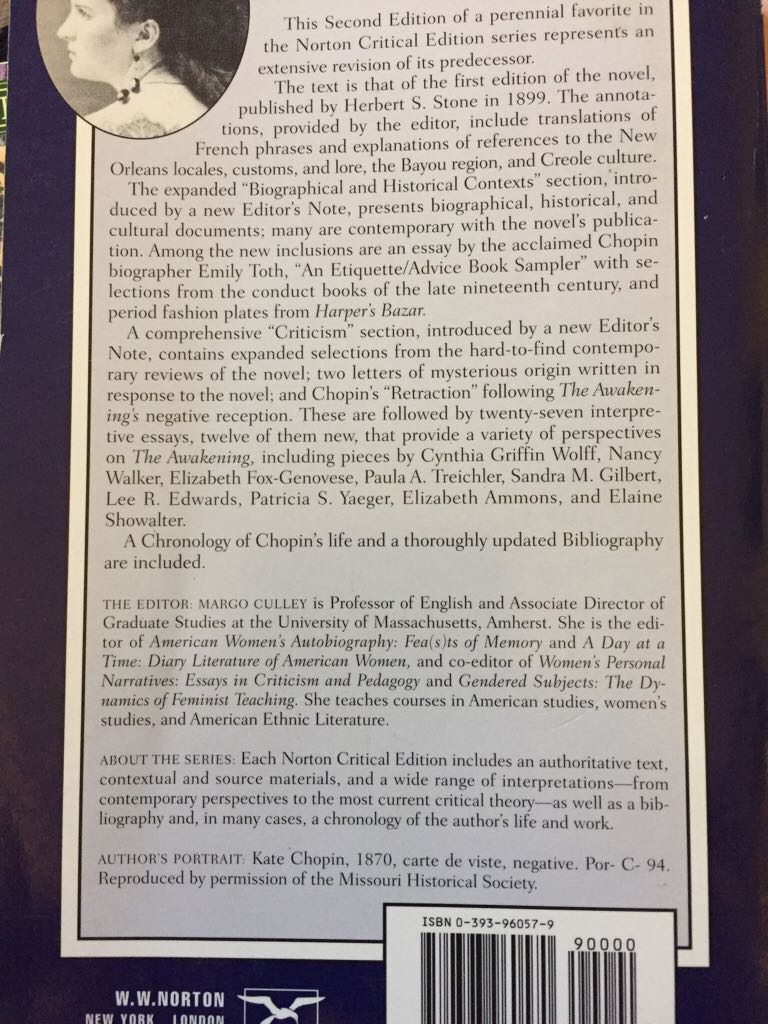 This Second Edition of a perennial favorite in
the Norton Critical Edition series represents an
extensive revision of its predecessor.
The text is that of the first edition of the novel,
published by Herbert S. Stone in 1899. The annota-
tions, provided by the editor, include translations of
French phrases and explanations of references to the New
Orleans locales, customs, and lore, the Bayou region, and Creole culture.
The expanded “Biographical and Historical Contexts” section, intro-
duced by a new Editor’s Note, presents biographical, historical, and
cultural documents; many are contemporary with the novel’s publica-
tion. Among the new inclusions are an essay by the acclaimed Chopin
biographer Emily Toth, “An Etiquette/Advice Book Sampler” with se-
lections from the conduct books of the late nineteenth century, and
period fashion plates from Harper’s Bazar.
A comprehensive “Criticism” section, introduced by a new Editor’s
Note, contains expanded selections from the hard-to-find contempo-
rary reviews of the novel; two letters of mysterious origin written in
response to the novel; and Chopin’s “Retraction” following The Awaken-
ing’s negative reception. These are followed by twenty-seven interpre-
tive essays, twelve of them new, that provide a variety of perspectives
on The Awakening, including pieces by Cynthia Griffin Wolff, Nancy
Walker, Elizabeth Fox-Genovese, Paula A. Treichler, Sandra M. Gilbert,
Lee R. Edwards, Patricia S. Yaeger, Elizabeth Ammons, and Elaine
Showalter.
A Chronology of Chopin’s life and a thoroughly updated Bibliography
are included.
THE EDITOR: MARGO CULLEY is Professor of English and Associate Director of
Graduate Studies at the University of Massachusetts, Amherst. She is the edi-
tor of American Women’s Autobiography: Fea(s)ts of Memory and A Day at a
Time: Diary Literature of American Women, and co-editor of Women’s Personal
Narratives: Essays in Criticism and Pedagogy and Gendered Subjects: The Dy-
namics of Feminist Teaching. She teaches courses in American studies, women’s
studies, and American Ethnic Literature.
ABOUT THE SERIES: Each Norton Critical Edition includes an authoritative text,
contextual and source materials, and a wide range of interpretations—from
contemporary perspectives to the most current critical theory—as well as a bib-
liography and, in many cases, a chronology of the author’s life and work.
AUTHOR’S PORTRAIT: Kate Chopin, 1870, carte de viste, negative. Por- C- 94.
Reproduced by permission of the Missouri Historical Society.
ISBN 0-393-96057-9
90000
W.W.NORTON
NEW YORK LONDON